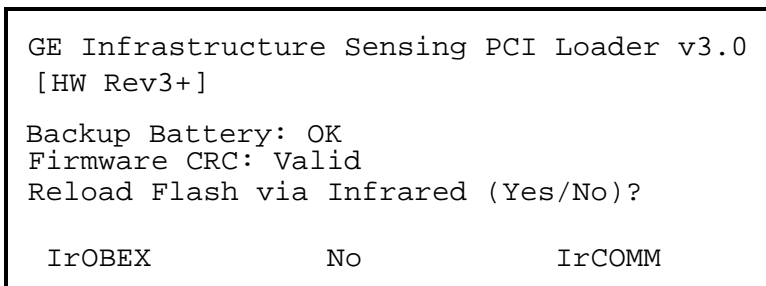 GE Infrastructure Sensing PCI Loader v3.0
[HW Rev3+]
Backup Battery: OK
Firmware CRC: Valid
Reload Flash via Infrared (Yes/No)?
IrOBEX No IrCOMM